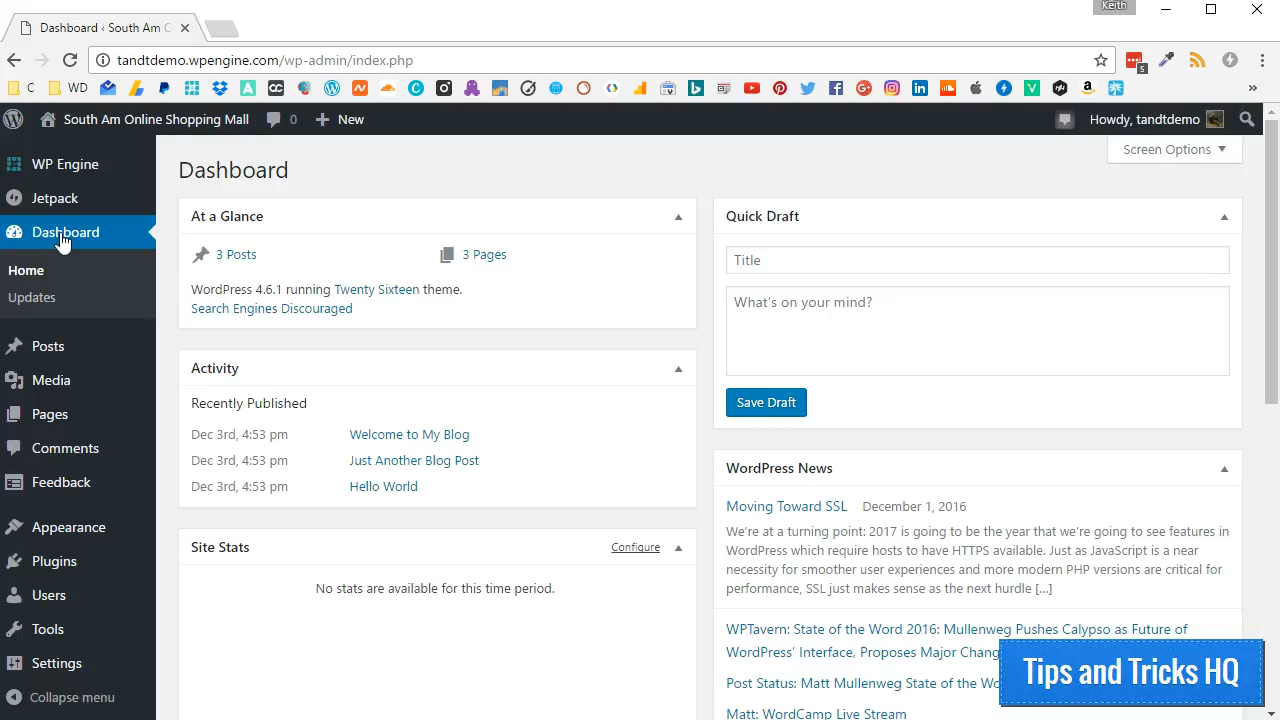 Keith
Dashboard ‹ South Am O
tandtdemo.wpengine.com/wp-admin/index.php
5
C
WD
South Am Online Shopping Mall
0
New
Howdy, tandtdemo
WP Engine
Jetpack
Dashboard
Home
Updates
Posts
Media
Pages
Comments
Feedback
Appearance
Plugins
Users
Tools
Settings
Collapse menu
Screen Options
Dashboard
At a Glance
3 Posts
3 Pages
WordPress 4.6.1 running Twenty Sixteen theme.
Search Engines Discouraged
Activity
Recently Published
Dec 3rd, 4:53 pm Welcome to My Blog
Dec 3rd, 4:53 pm Just Another Blog Post
Dec 3rd, 4:53 pm Hello World
Site Stats
Configure
No stats are available for this time period.
Quick Draft
Title
What's on your mind?
Save Draft
WordPress News
Moving Toward SSL December 1, 2016
We're at a turning point: 2017 is going to be the year that we're going to see features in
WordPress which require hosts to have HTTPS available. Just as JavaScript is a near
necessity for smoother user experiences and more modern PHP versions are critical for
performance, SSL just makes sense as the next hurdle […]
WPTavern: State of the Word 2016: Mullenweg Pushes Calypso as Future of
WordPress' Interface, Proposes Major Chang
Post Status: Matt Mullenweg State of the Wo
Matt: WordCamp Live Stream
Tips and Tricks HQ